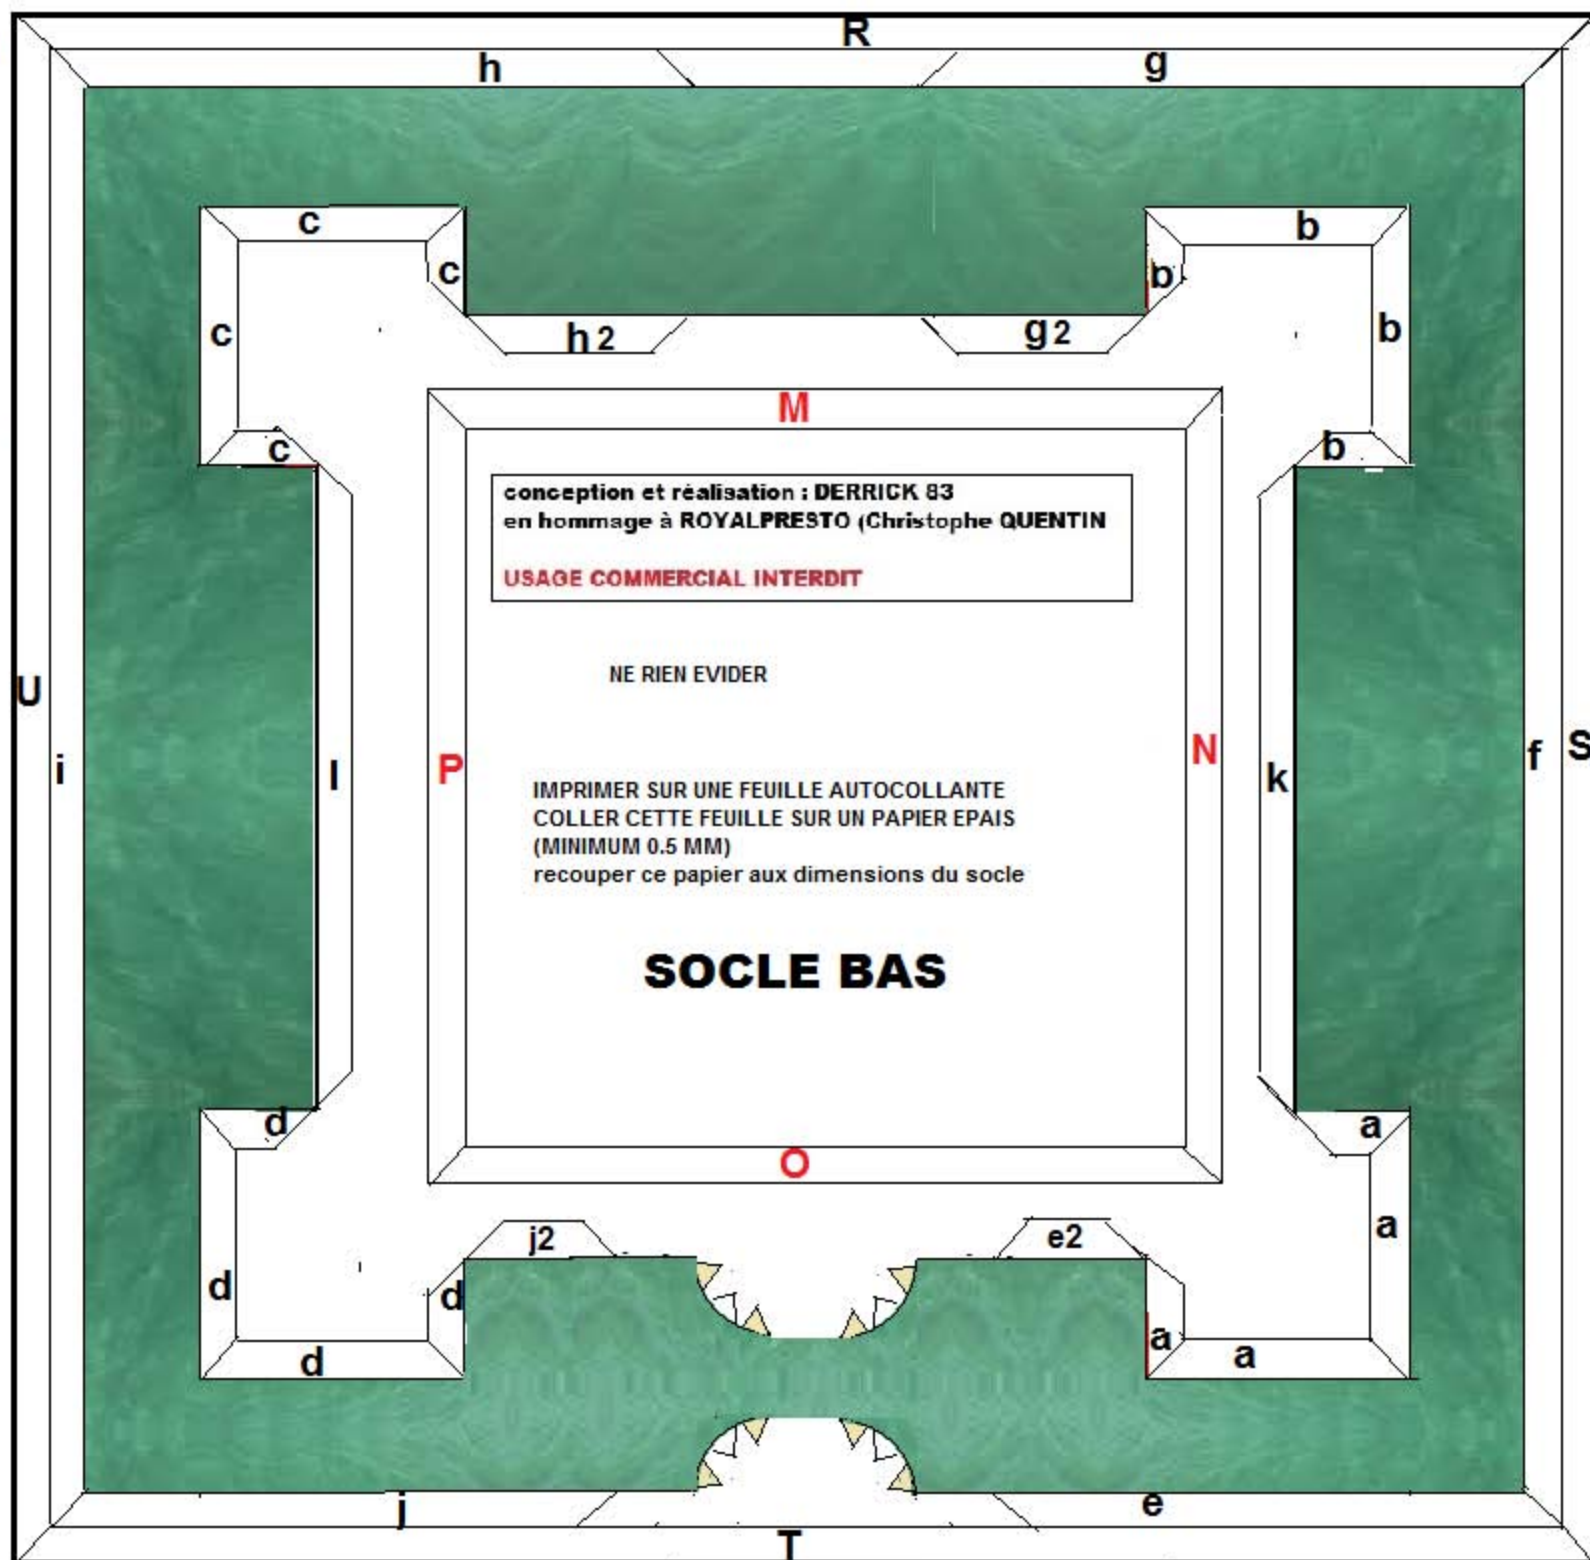 R
h
g
c
b
c
b
c
b
h2
g2
M
c
b
conception et réalisation : DERRICK 83
en hommage à ROYALPRESTO (Christophe QUENTIN
USAGE COMMERCIAL INTERDIT
NE RIEN EVIDER
U
i
l
P
N
k
f
S
IMPRIMER SUR UNE FEUILLE AUTOCOLLANTE
COLLER CETTE FEUILLE SUR UN PAPIER EPAIS
(MINIMUM 0.5 MM)
recouper ce papier aux dimensions du socle
SOCLE BAS
d
a
O
j2
e2
a
d
d
a
d
a
j
e
T